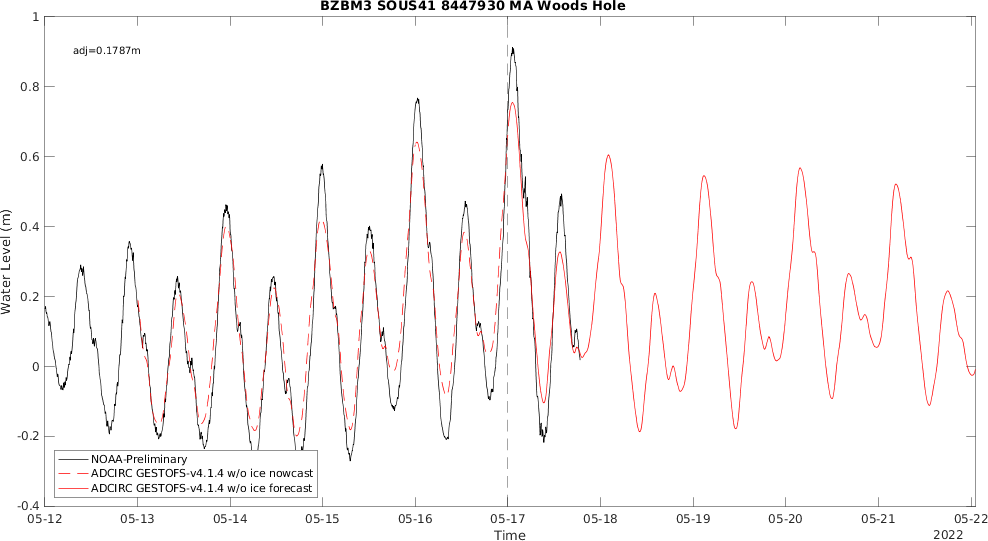 BZBM3 SOUS41 8447930 MA Woods Hole
adj=0.1787m
Water Level (m)
1
0.8
0.6
0.4
0.2
0
-0.2
-0.4
NOAA-Preliminary
ADCIRC GESTOFS-v4.1.4 w/o ice nowcast
ADCIRC GESTOFS-v4.1.4 w/o ice forecast
05-12 05-13 05-14 05-15 05-16 05-17 05-18 05-19 05-20 05-21 05-22
Time
2022